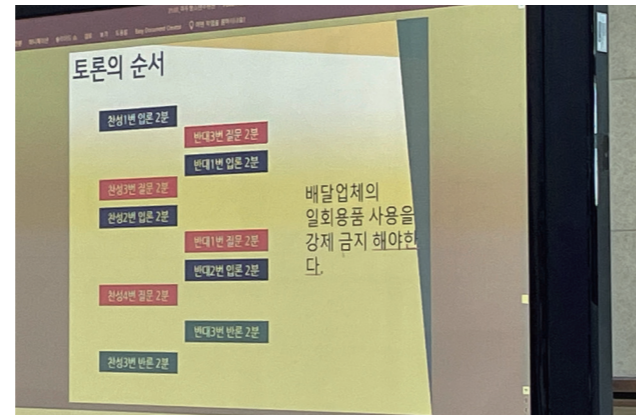 토론의 순서
찬성1번 입론 2분
반대3번 질문 2분
반대1번 입론 2분
찬성3번 질문 2분
찬성2번 입론 2분
반대1번 질문 2분
반대2번 입론 2분
찬성4번 질문 2분
반대3번 반론 2분
찬성3번 반론 2분
배달업체의
일회용품 사용을
강제 금지 해야한
다.